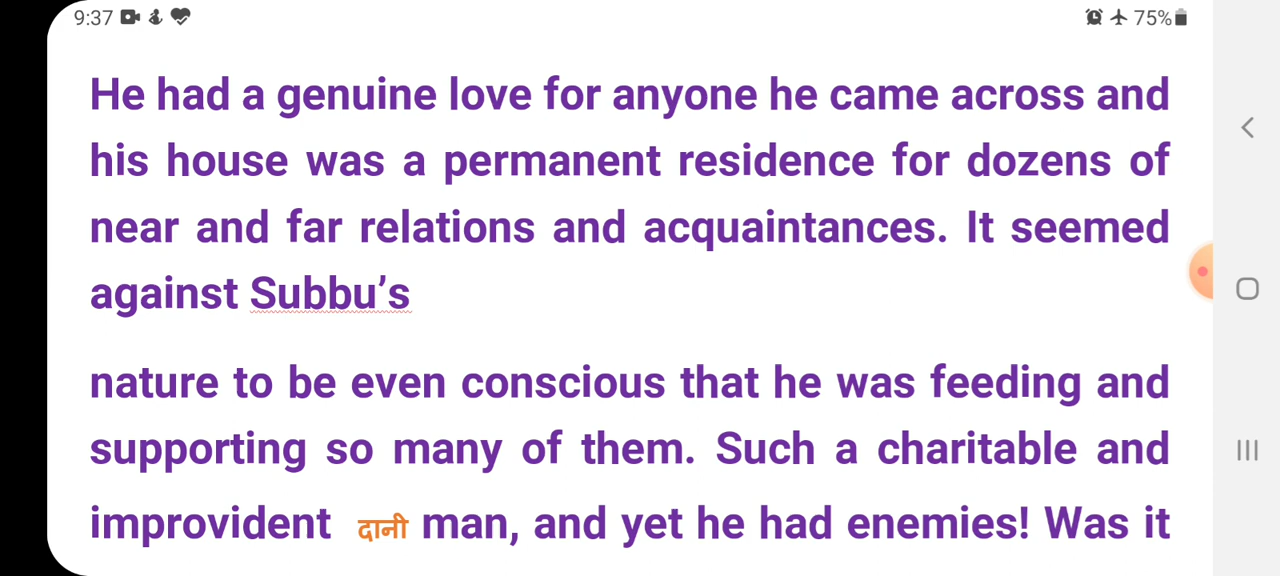 9:37
75%
He had a genuine love for anyone he came across and
his house was a permanent residence for dozens of
near and far relations and acquaintances. It seemed
against Subbu’s
nature to be even conscious that he was feeding and
supporting so many of them. Such a charitable and
improvident दानी man, and yet he had enemies! Was it